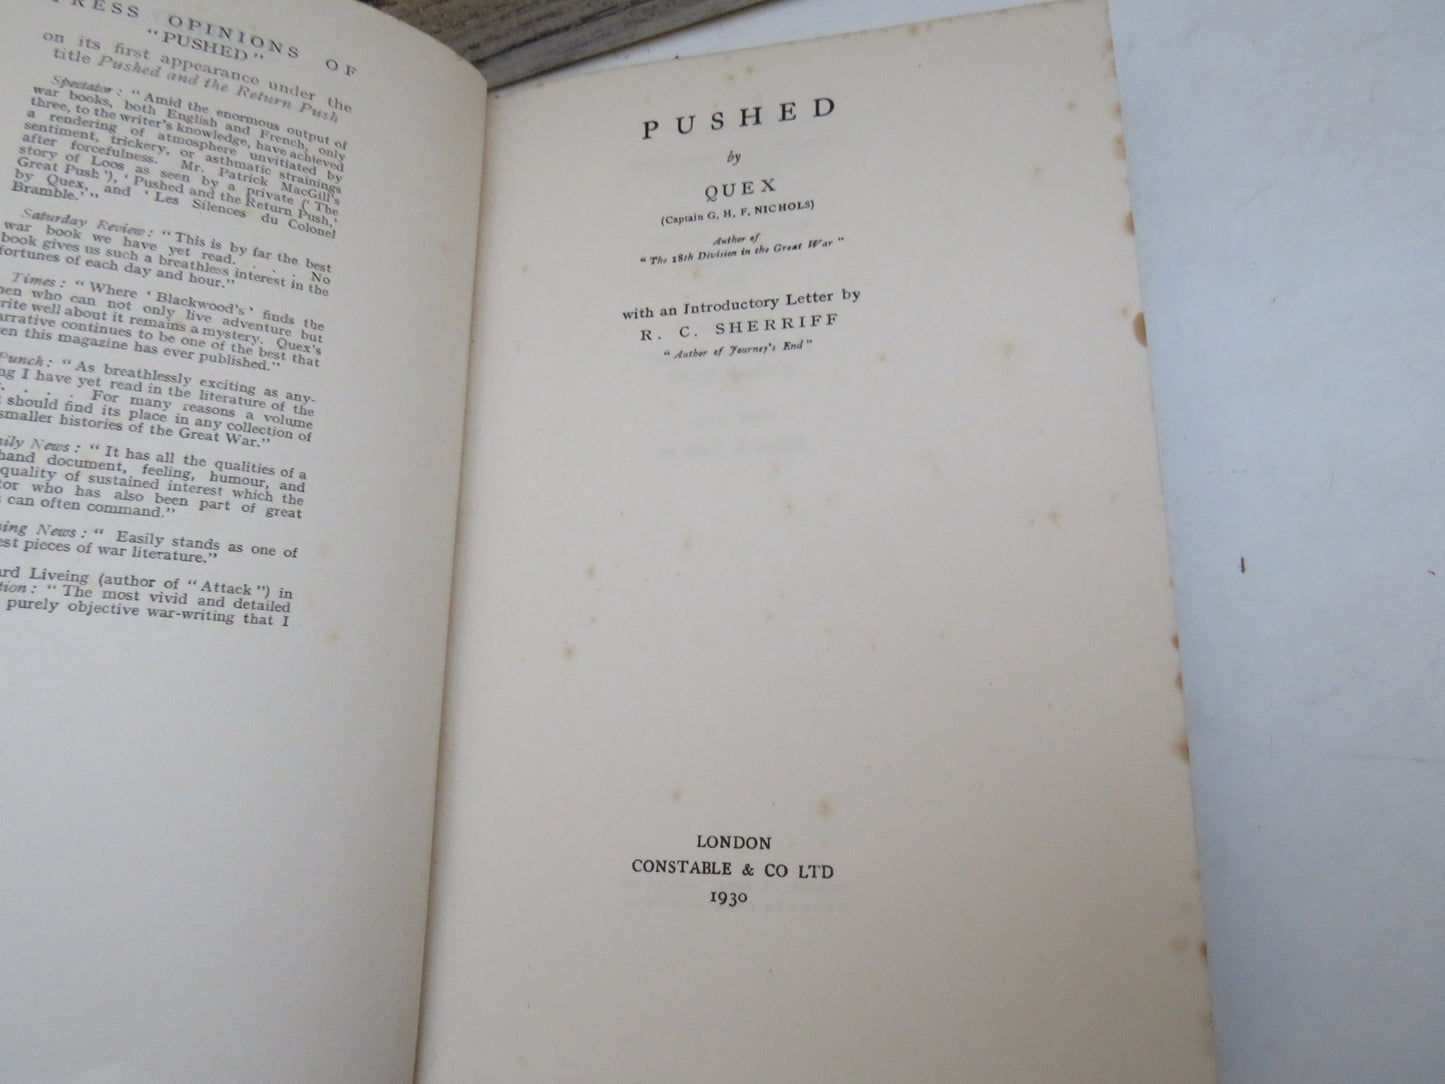 PRESS OPINIONS OF
"PUSHED"
on its first appearance under the
title Pushed and the Return Push
Spectator: "Amid the enormous output of
war books, both English and French, only
three, to the writer's knowledge, have achieved
a rendering of atmosphere unvitiated by
sentiment, trickery, or asthmatic strainings
after forcefulness. Mr. Patrick MacGill's
story of Loos as seen by a private ('The
Great Push'), 'Pushed and the Return Push,'
by Quex, and 'Les Silences du Colonel
Bramble.'"
Saturday Review: "This is by far the best
war book we have yet read. . . . No
book gives us such a breathless interest in the
fortunes of each day and hour."
Times: "Where 'Blackwood's' finds the
men who can not only live adventure but
write well about it remains a mystery. Quex's
narrative continues to be one of the best that
even this magazine has ever published."
Punch: "As breathlessly exciting as any-
I have yet read in the literature of the
. . . For many reasons a volume
should find its place in any collection of
smaller histories of the Great War."
News: "It has all the qualities of a
hand document, feeling, humour, and
quality of sustained interest which the
who has also been part of great
can often command."
News: "Easily stands as one of
pieces of war literature."
Liveing (author of "Attack") in
"The most vivid and detailed
purely objective war-writing that I
PUSHED
by
QUEX
(Captain G. H. F. NICHOLS)
Author of
"The 18th Division in the Great War"
with an Introductory Letter by
R. C. SHERRIFF
"Author of Journey's End"
LONDON
CONSTABLE & CO LTD
1930